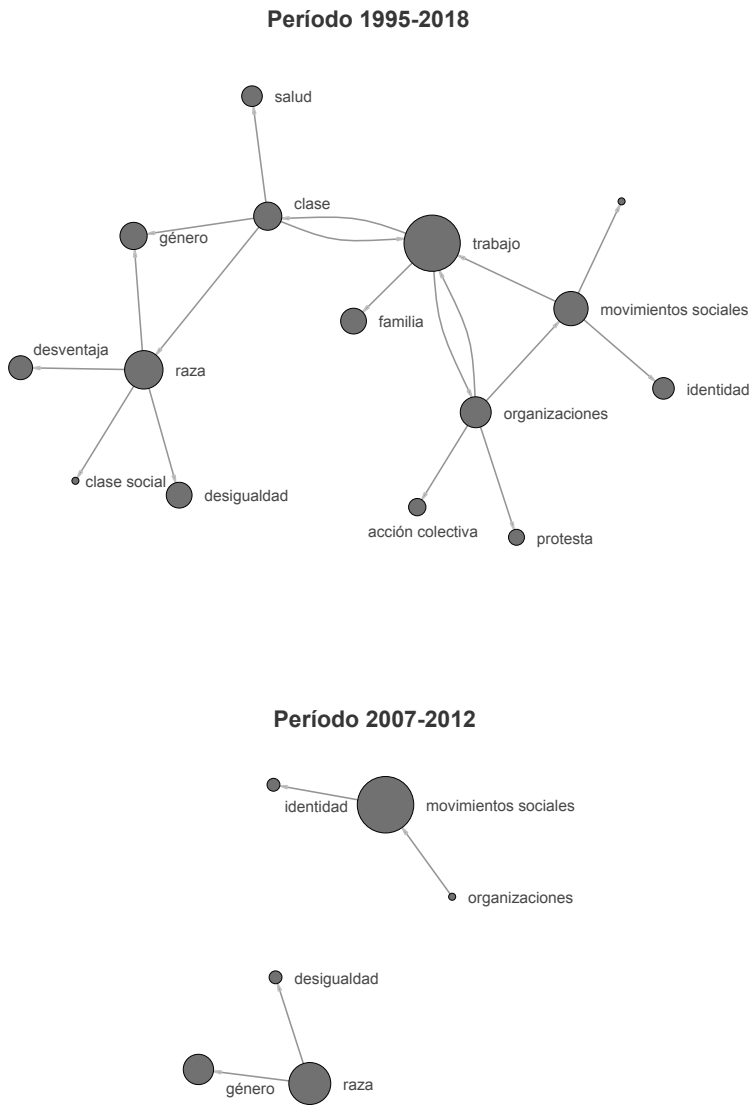 Período 1995-2018
salud
clase
género
trabajo
movimientos sociales
familia
desventaja
raza
identidad
organizaciones
clase social
desigualdad
acción colectiva
protesta
Período 2007-2012
identidad
movimientos sociales
organizaciones
desigualdad
género
raza